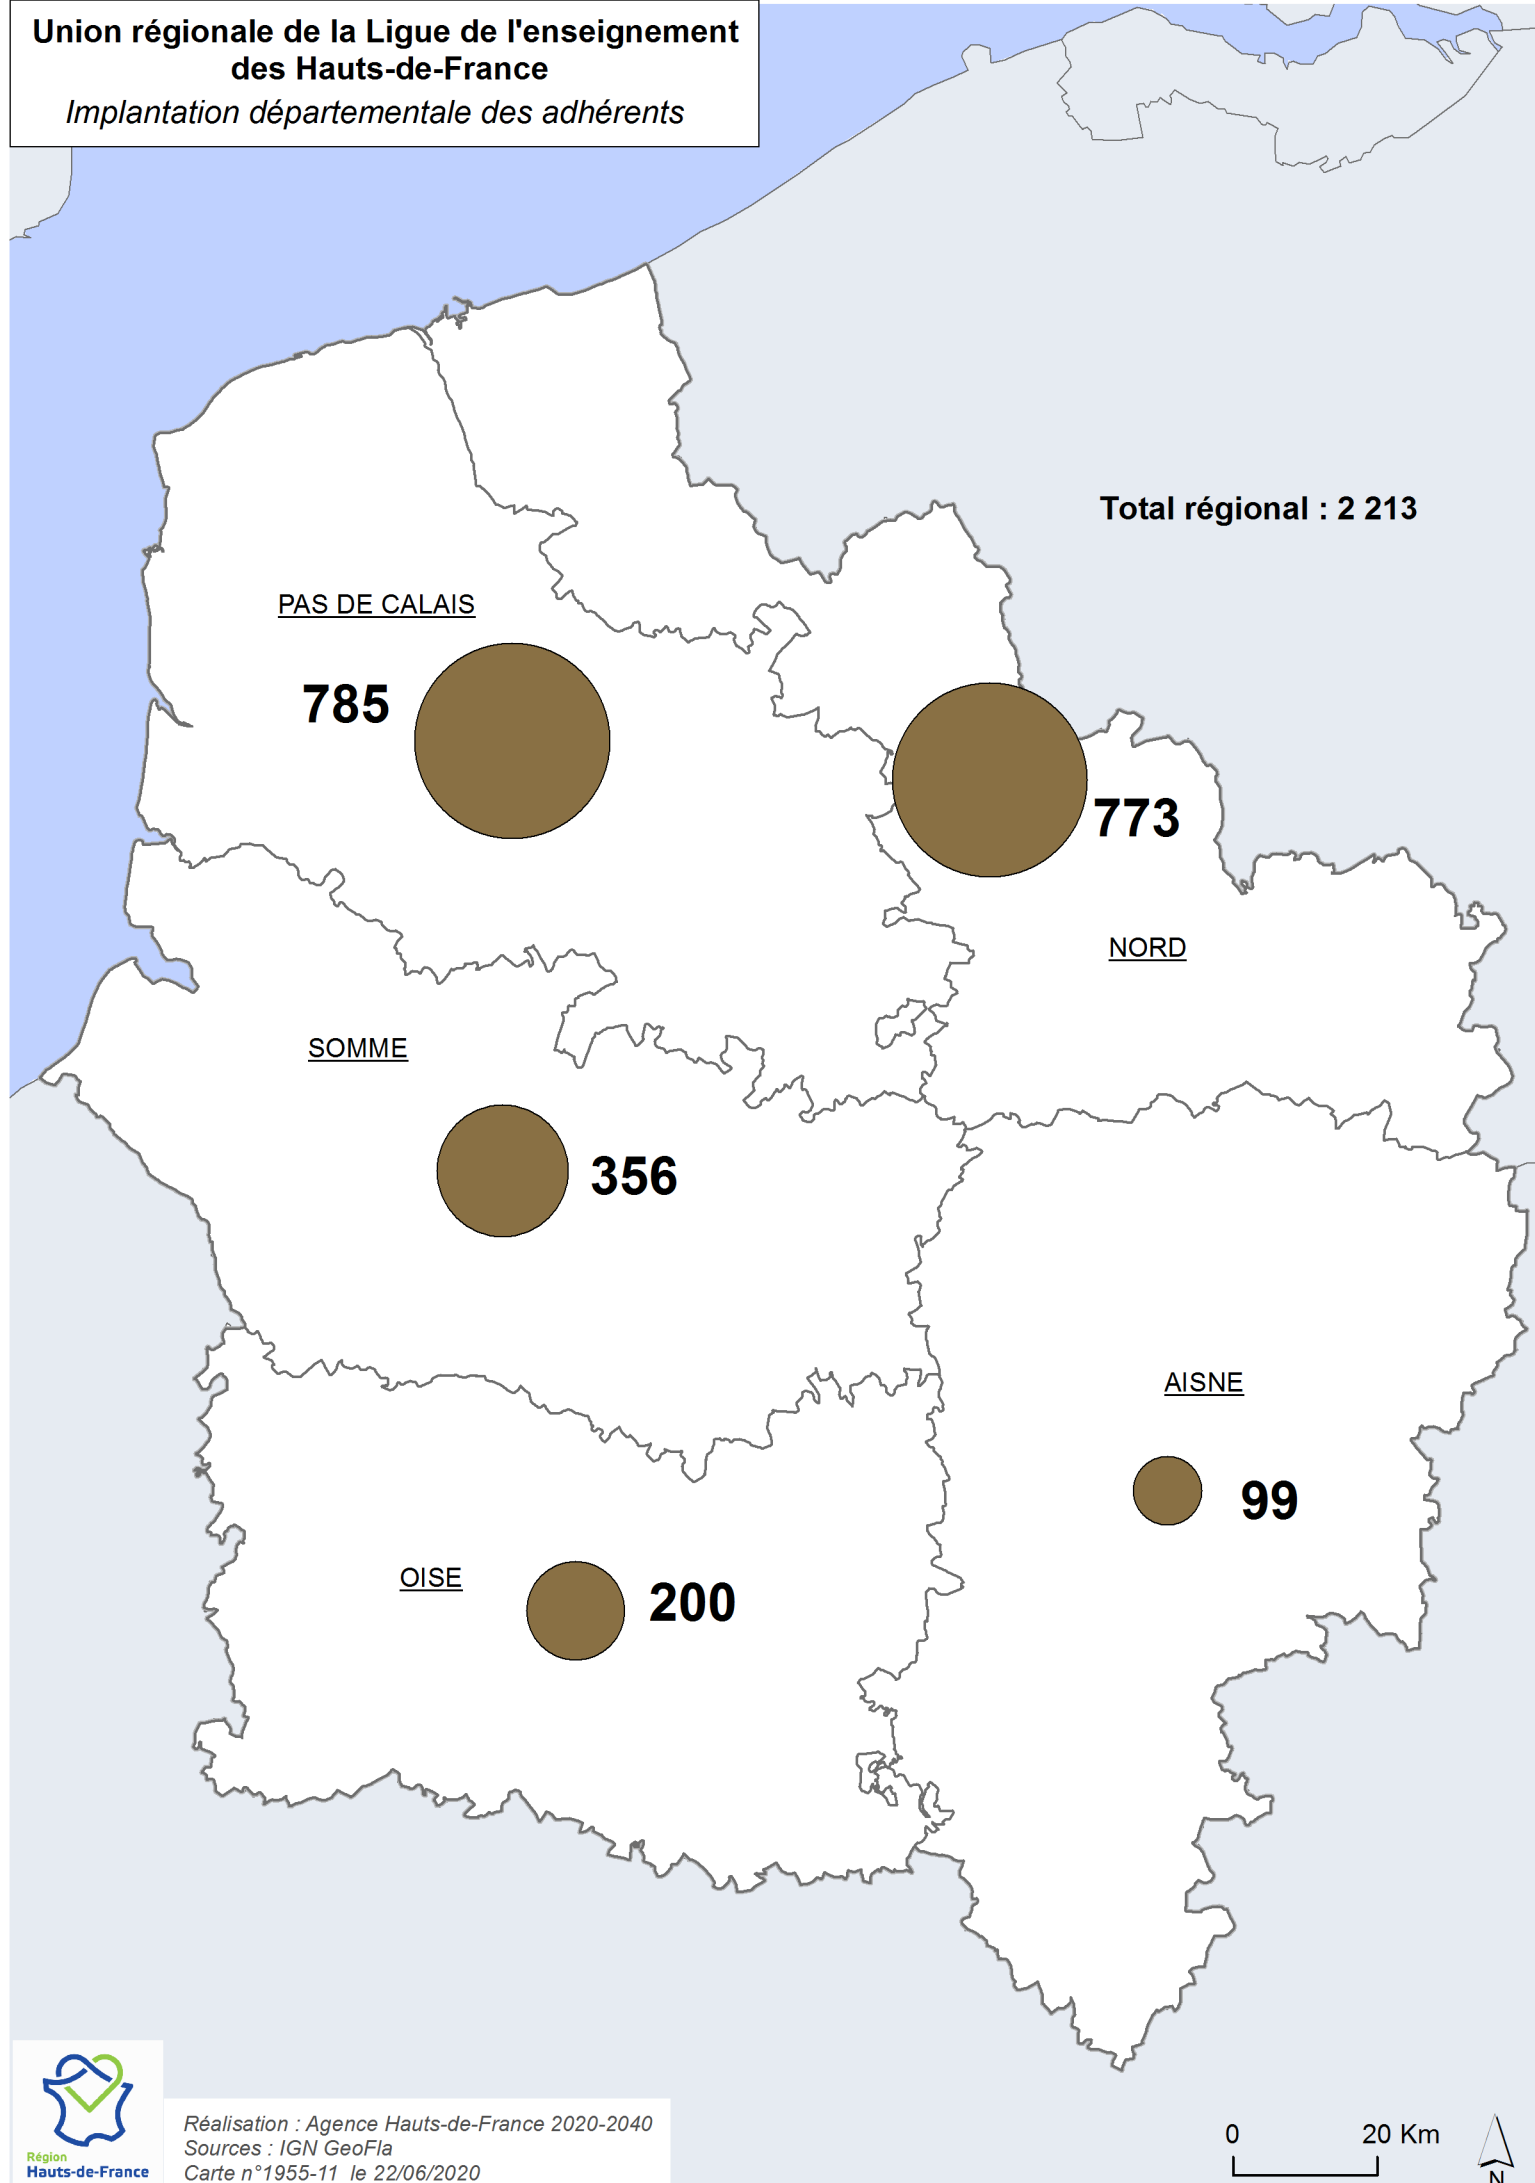 Union régionale de la Ligue de l'enseignement
des Hauts-de-France
Implantation départementale des adhérents
Total régional : 2 213
PAS DE CALAIS
785
773
NORD
SOMME
356
AISNE
99
OISE
200
Région
Hauts-de-France
Réalisation : Agence Hauts-de-France 2020-2040
Sources : IGN GeoFla
Carte n°1955-11 le 22/06/2020
0 20 Km
N